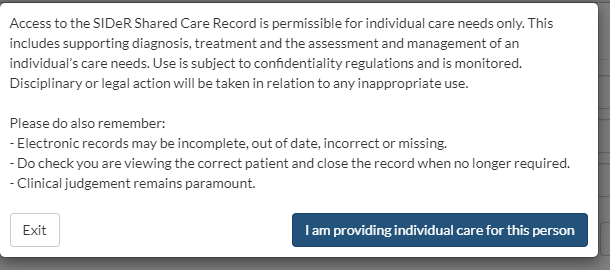 Access to the SIDeR Shared Care Record is permissible for individual care needs only. This
includes supporting diagnosis, treatment and the assessment and management of an
individual's care needs. Use is subject to confidentiality regulations and is monitored.
Disciplinary or legal action will be taken in relation to any inappropriate use.
Please do also remember:
- Electronic records may be incomplete, out of date, incorrect or missing.
- Do check you are viewing the correct patient and close the record when no longer required.
- Clinical judgement remains paramount.
Exit
I am providing individual care for this person